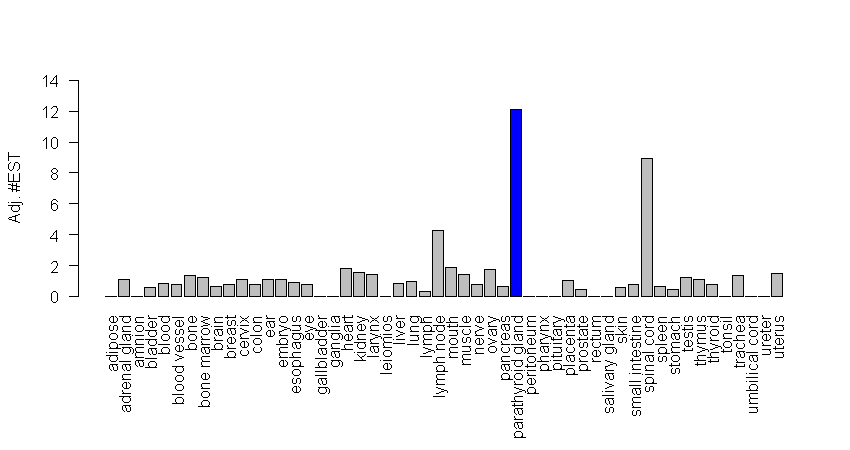 14
12
10
8
6
4
2
0
Adj. #EST
adipose
adrenal gland
amnion
bladder
blood
blood vessel
bone
bone marrow
brain
breast
cervix
colon
ear
embryo
esophagus
eye
gallbladder
ganglia
heart
kidney
larynx
leiomios
liver
lung
lymph
lymph node
mouth
muscle
nerve
ovary
pancreas
parathyroid gland
peritoneum
pharynx
pituitary
placenta
prostate
rectum
salivary gland
skin
small intestine
spinal cord
spleen
stomach
testis
thymus
thyroid
tonsil
trachea
umbilical cord
ureter
uterus